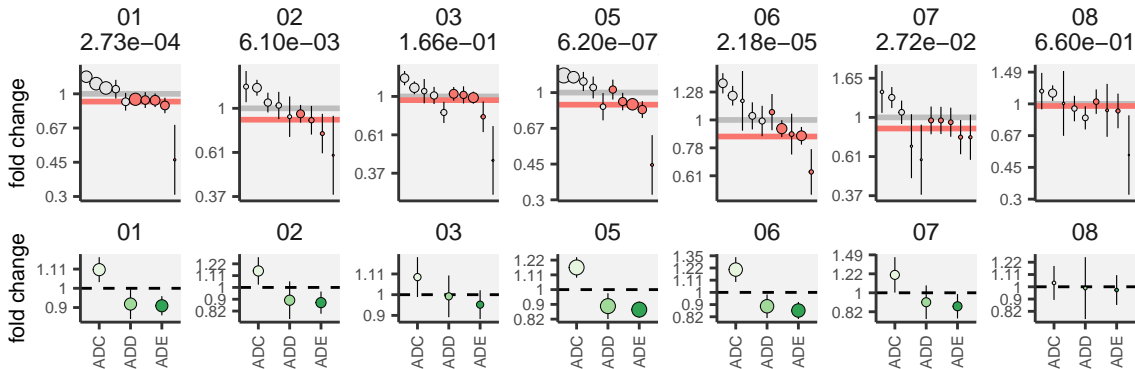 01 02 03 05 06 07 08
2.73e−04 6.10e−03 1.66e−01 6.20e−07 2.18e−05 2.72e−02 6.60e−01
fold change
1 0.67 0.45 0.3
1 0.61 0.37
1 0.61 0.37
1 0.67 0.45 0.3
1.28 1 0.78 0.61
1.65 1 0.61 0.37
1.49 1 0.67 0.45 0.3
01 02 03 05 06 07 08
fold change
1.11 1 0.9
1.22 1.11 1 0.9 0.82
1.11 1 0.9
1.22 1.11 1 0.9 0.82
1.35 1.22 1.11 1 0.9 0.82
1.49 1.22 1 0.82
1.22 1.11 1 0.9 0.82
ADC ADD ADE ADC ADD ADE ADC ADD ADE ADC ADD ADE ADC ADD ADE ADC ADD ADE ADC ADD ADE